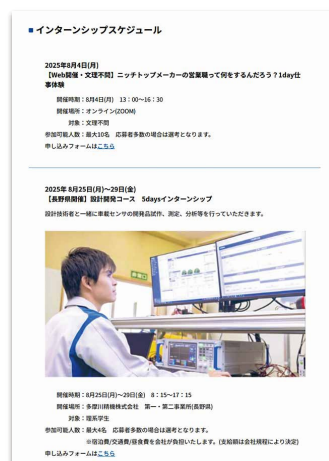 ■インターンシップスケジュール
2025年8月4日(月)
【Web開催・文理不問】ニッチトップメーカーの営業職って何をするんだろう？1day仕
事体験
開催時期：8月4日(月)　13：00～16：30
開催場所：オンライン(ZOOM)
対象：文理不問
参加可能人数：最大10名　応募者多数の場合は選考となります。
申し込みフォームはこちら
2025年 8月25日(月)～29日(金)
【長野県開催】設計開発コース　5daysインターンシップ
設計技術者と一緒に車載センサの開発品試作、測定、分析等を行っていただきます。
開催時期：8月25日(月)～29日(金)　8：15～17：15
開催場所：多摩川精機株式会社　第一・第二事業所(長野県)
対象：理系学生
参加可能人数：最大4名　応募者多数の場合は選考となります。
※宿泊費/交通費/昼食費を会社が負担いたします。(支給額は会社規程により決定)
申し込みフォームはこちら